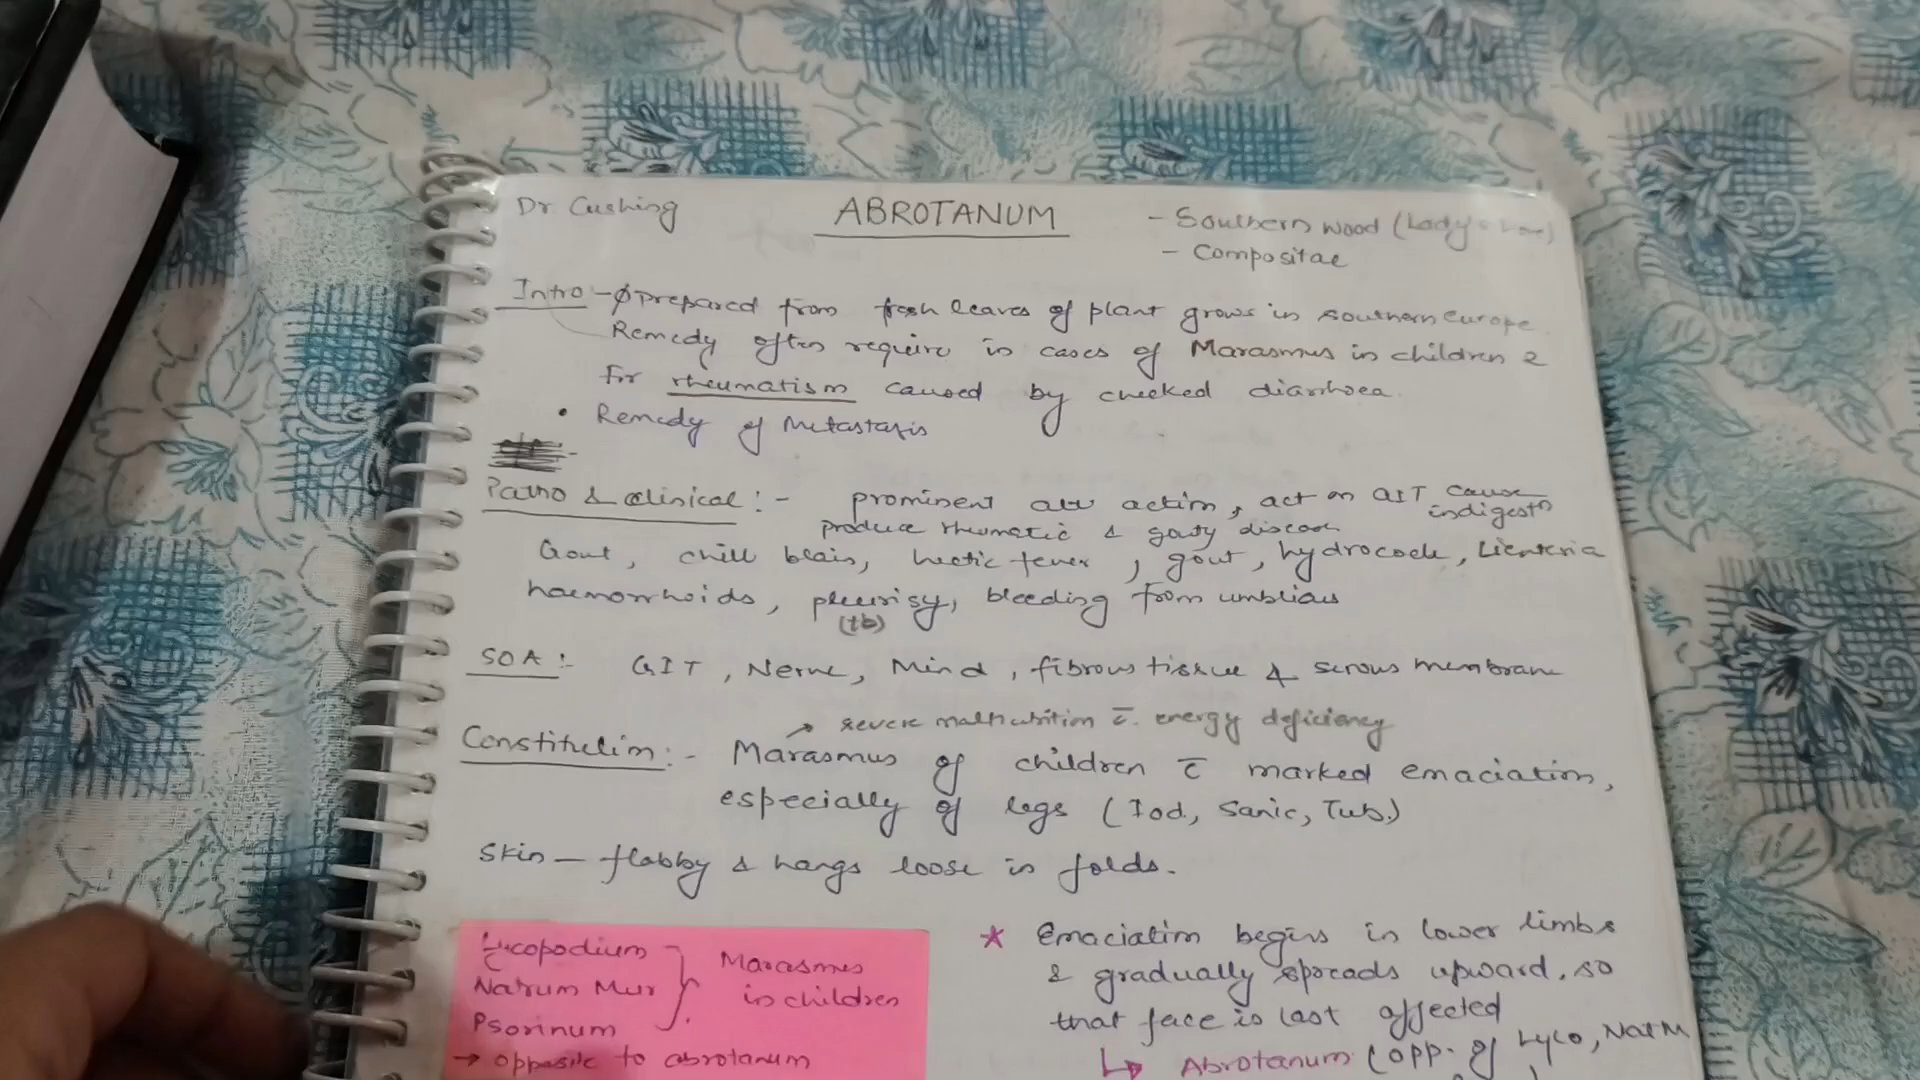 Dr Cushing
ABROTANUM
- Southern wood (Lady's Love)
- Compositae
Intro - ϕ prepared from fresh leaves of plant grows in southern europe.
Remedy often require in cases of Marasmus in children &
For rheumatism caused by checked diarrhoea.
• Remedy of Metastasis
Patho & clinical :- prominent action, act on GIT cause
indigestn
produce rheumatic & gouty disease
Gout, chill blain, hectic fever, gout, hydrocele, Lienteria
haemorrhoids, pleurisy, bleeding from umblicus
(tb)
SOA :- GIT, Nerve, Mind, fibrous tissue & serous membrane
→ severe malnutrition c̄. energy deficiency
Constitution :- Marasmus of children c̄ marked emaciation,
especially of legs (Iod., Sanic, Tub.)
Skin - flabby & hangs loose in folds.
Lycopodium
Natrum Mur
Psorinum
Marasmus
in children
→ opposite to abrotanum
* Emaciation begins in lower limbs
& gradually spreads upward, so
that face is last affected
↳ Abrotanum (opp. of Lyco, Nat M